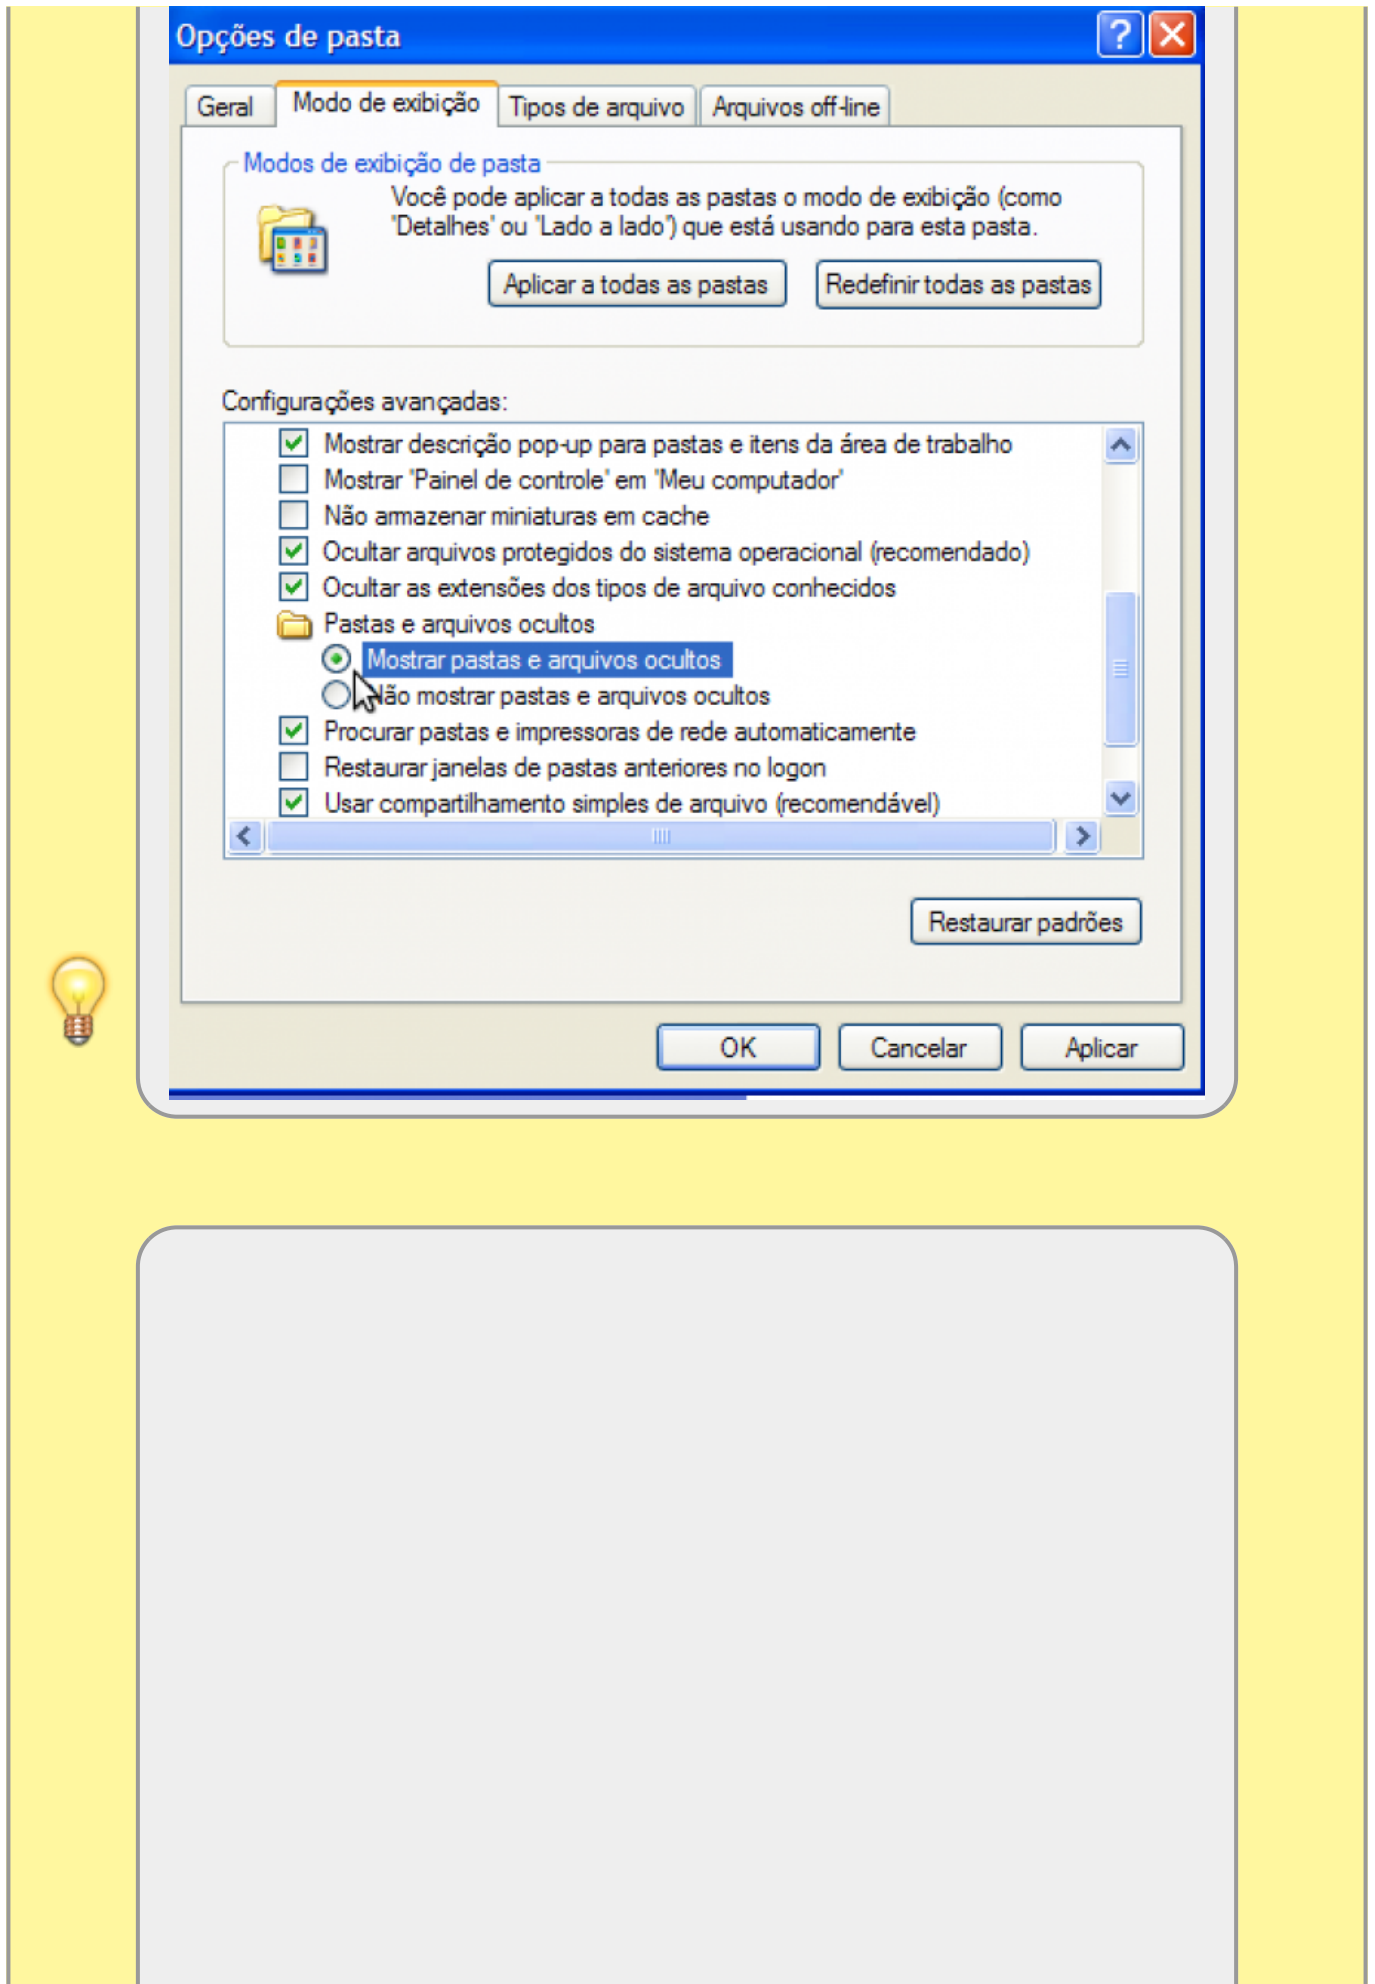 Opções de pasta
Geral
Modo de exibição
Tipos de arquivo
Arquivos off-line
Modos de exibição de pasta
Você pode aplicar a todas as pastas o modo de exibição (como
'Detalhes' ou 'Lado a lado') que está usando para esta pasta.
Aplicar a todas as pastas
Redefinir todas as pastas
Configurações avançadas:
Mostrar descrição pop-up para pastas e itens da área de trabalho
Mostrar 'Painel de controle' em 'Meu computador'
Não armazenar miniaturas em cache
Ocultar arquivos protegidos do sistema operacional (recomendado)
Ocultar as extensões dos tipos de arquivo conhecidos
Pastas e arquivos ocultos
Mostrar pastas e arquivos ocultos
Não mostrar pastas e arquivos ocultos
Procurar pastas e impressoras de rede automaticamente
Restaurar janelas de pastas anteriores no logon
Usar compartilhamento simples de arquivo (recomendável)
Restaurar padrões
OK
Cancelar
Aplicar